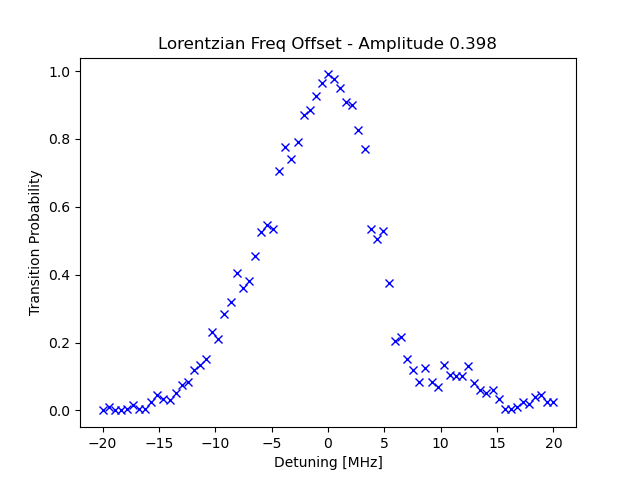 Lorentzian Freq Offset - Amplitude 0.398
1.0
0.8
0.6
0.4
0.2
0.0
Transition Probability
−20 −15 −10 −5 0 5 10 15 20
Detuning [MHz]